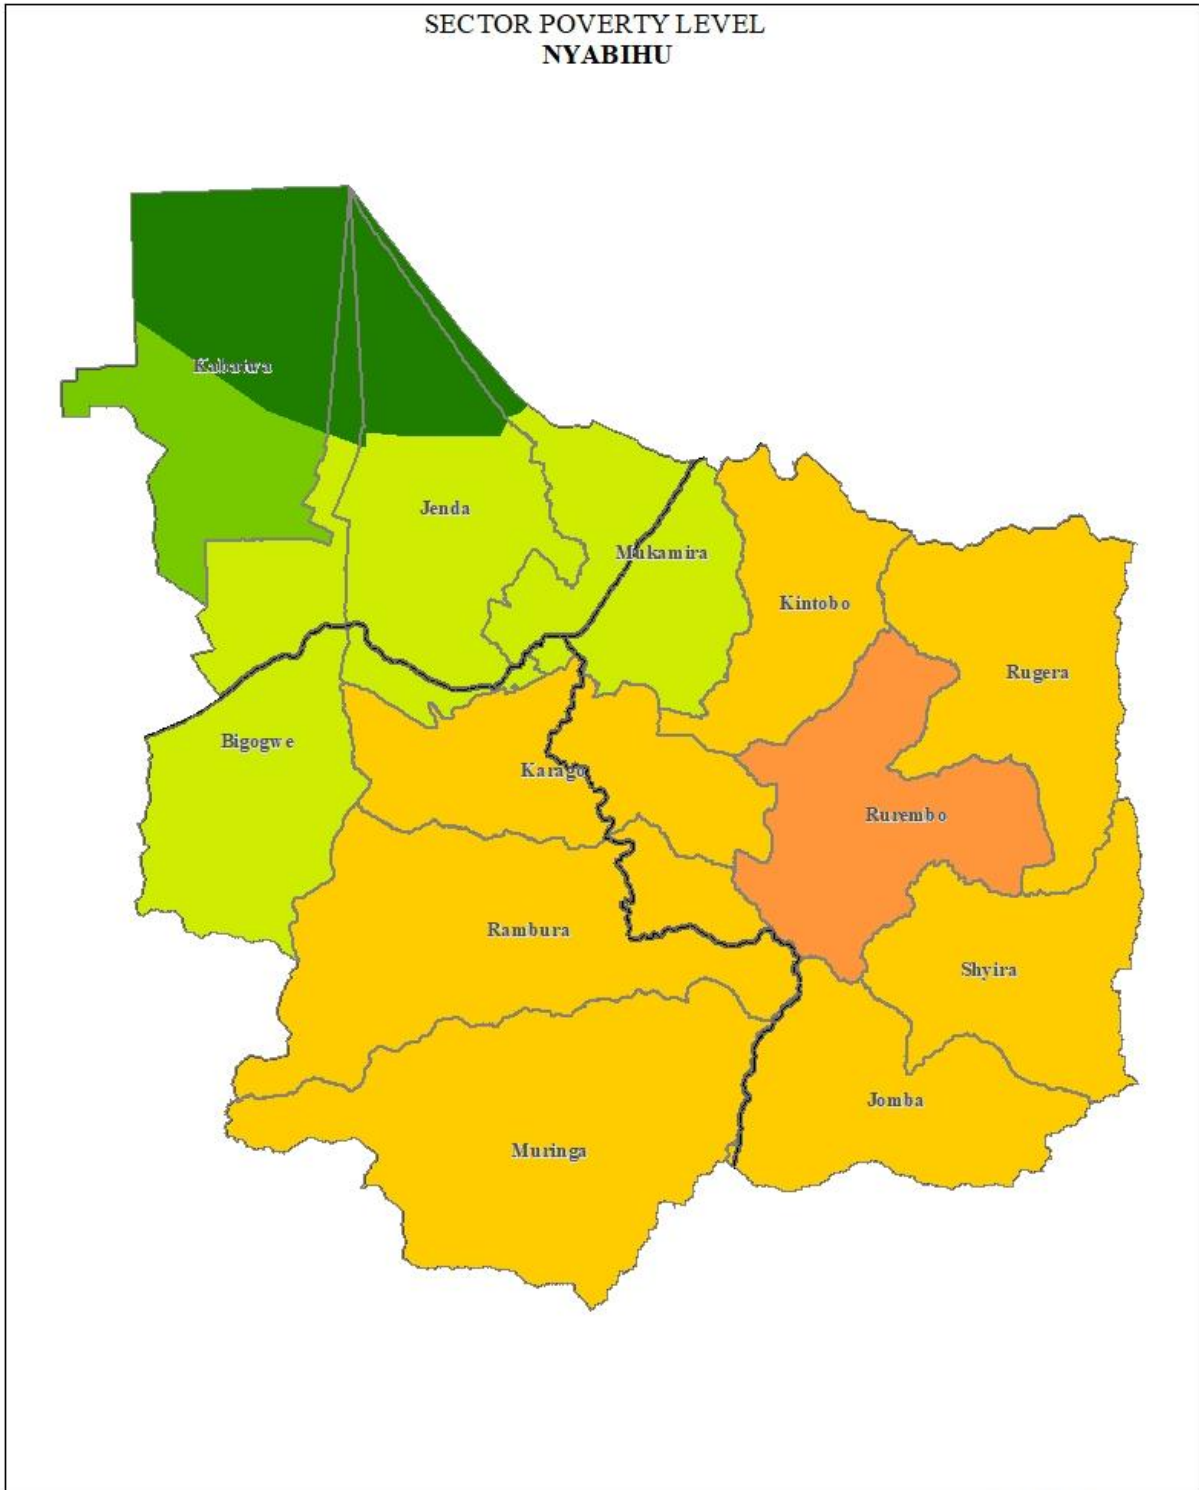 SECTOR POVERTY LEVEL
NYABIHU
Kabatwa
Jenda
Mukamira
Kintobo
Rugera
Bigogwe
Karago
Rurembo
Rambura
Shyira
Jomba
Muringa